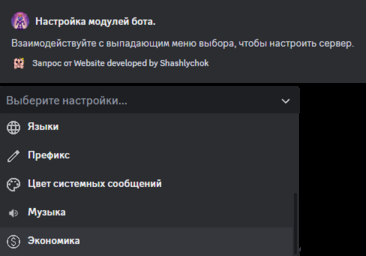 Настройка модулей бота.
Взаимодействуйте с выпадающим меню выбора, чтобы настроить сервер.
Запрос от Website developed by Shashlychok
Выберите настройки...
Языки
Префикс
Цвет системных сообщений
Музыка
Экономика